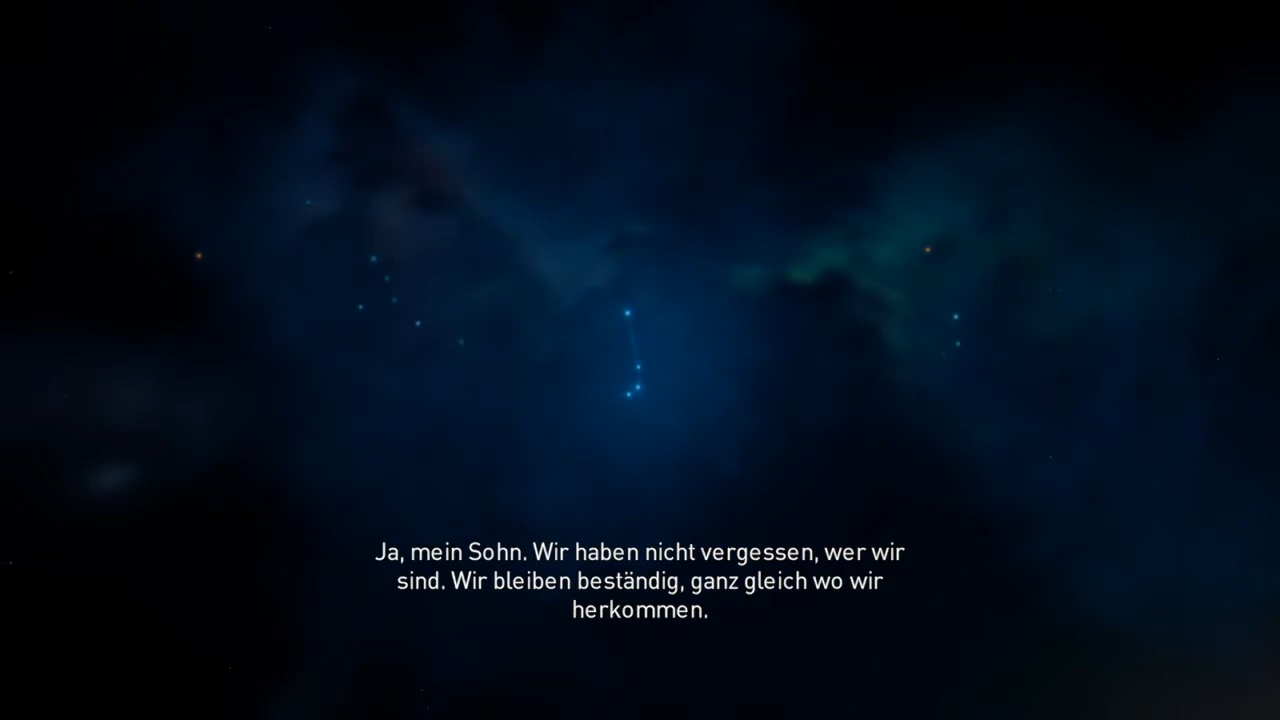 Ja, mein Sohn. Wir haben nicht vergessen, wer wir
sind. Wir bleiben beständig, ganz gleich wo wir
herkommen.